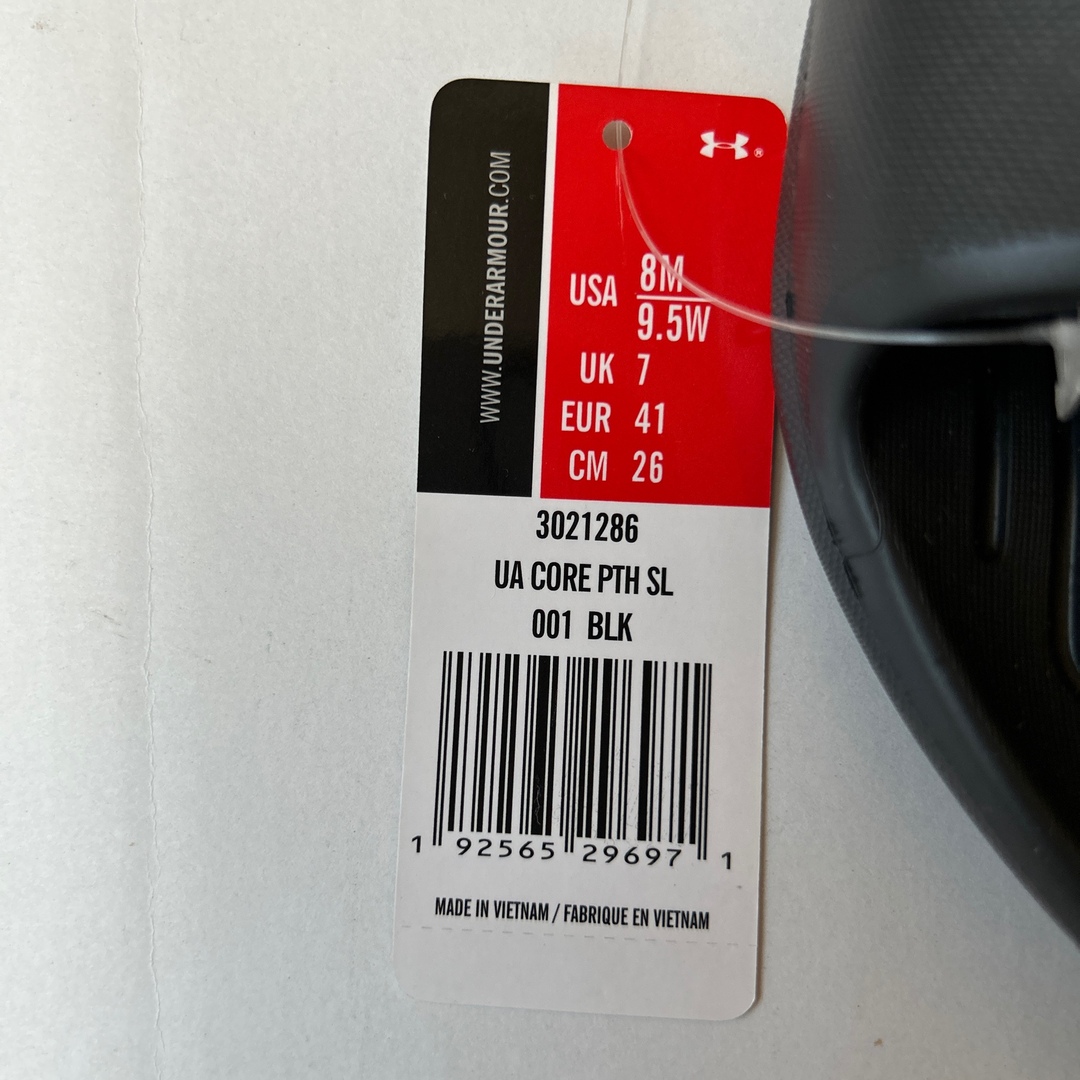 WWW.UNDERARMOUR.COM
®
USA 8M
9.5W
UK 7
EUR 41
CM 26
3021286
UA CORE PTH SL
001 BLK
1 92565 29697 1
MADE IN VIETNAM / FABRIQUE EN VIETNAM